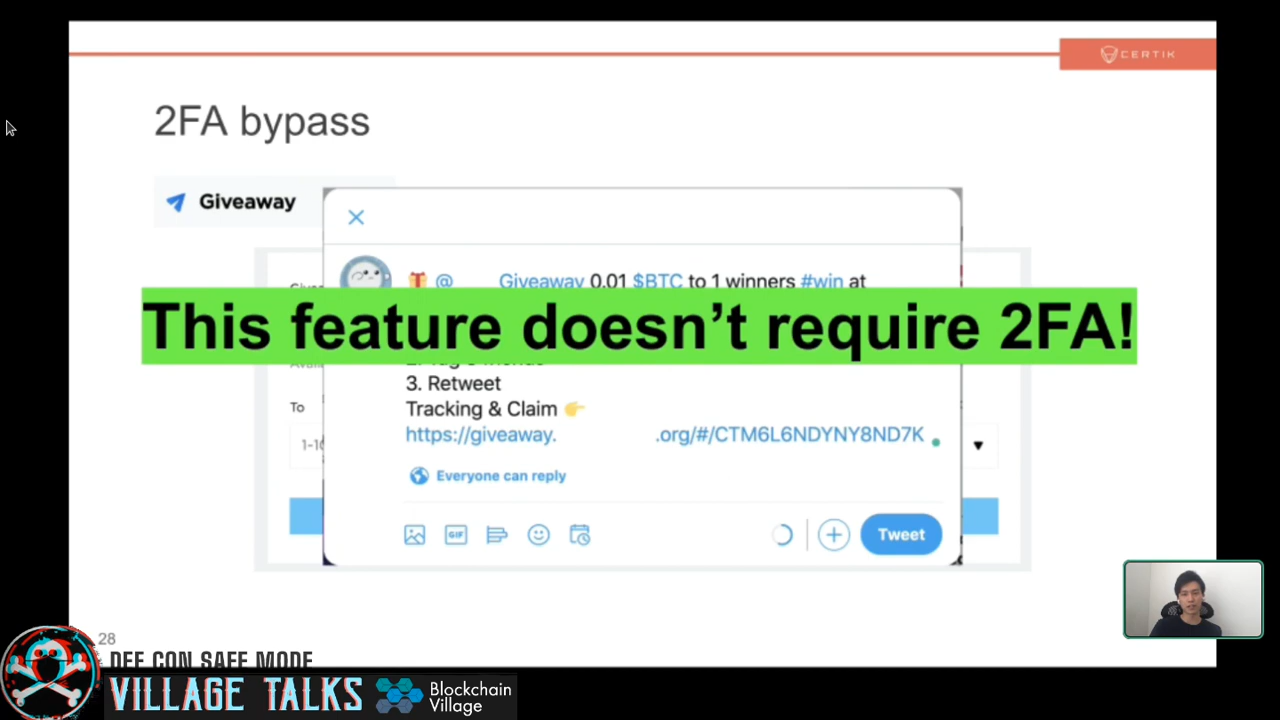 CERTIK
2FA bypass
Giveaway
🎁 @ Giveaway 0.01 $BTC to 1 winners #win at
This feature doesn't require 2FA!
3. Retweet
To
Tracking & Claim 👉
https://giveaway. .org/#/CTM6L6NDYNY8ND7K
Everyone can reply
GIF
Tweet
28
DEF CON SAFE MODE
VILLAGE TALKS
Blockchain
Village